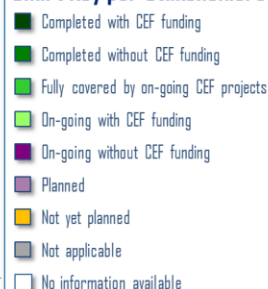 Completed with CEF funding
Completed without CEF funding
Fully covered by on-going CEF projects
On-going with CEF funding
On-going without CEF funding
Planned
Not yet planned
Not applicable
No information available